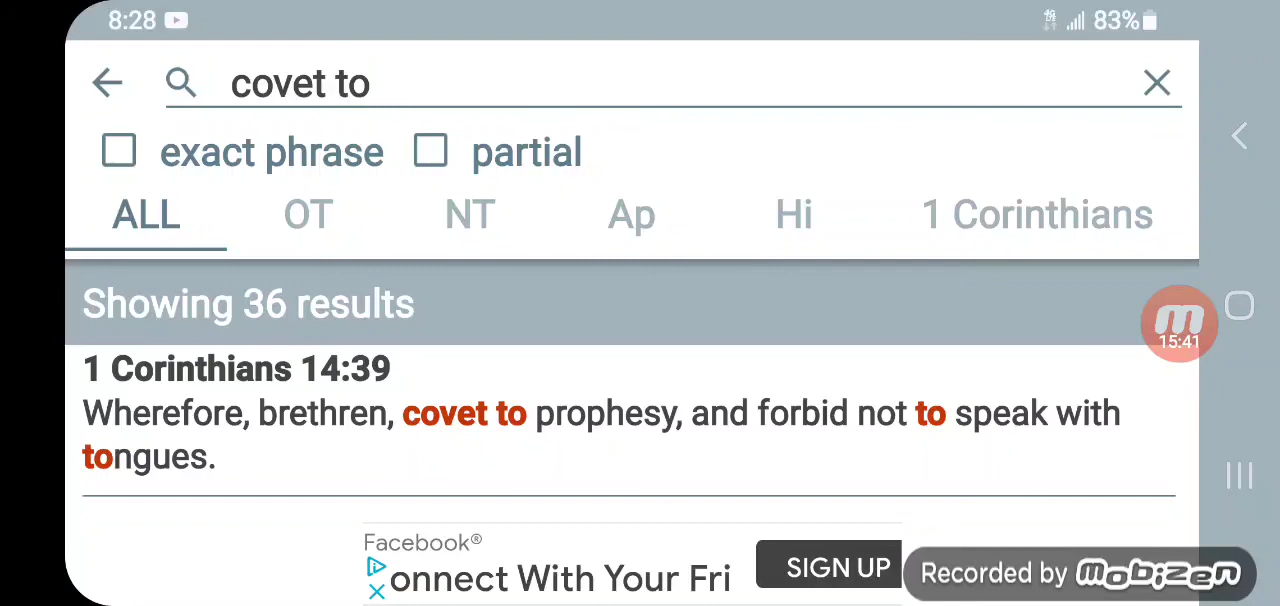 8:28 83%
covet to
exact phrase partial
ALL OT NT Ap Hi 1 Corinthians
Showing 36 results
15:41
1 Corinthians 14:39
Wherefore, brethren, covet to prophesy, and forbid not to speak with
tongues.
Facebook®
onnect With Your Fri
SIGN UP
Recorded by mobizen